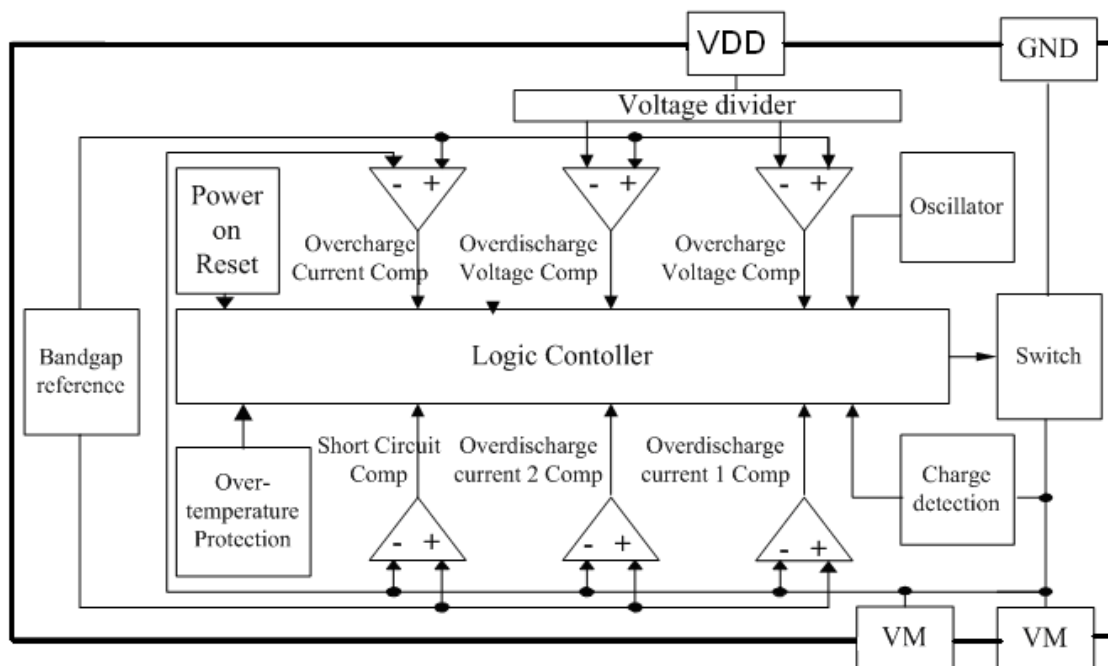 VDD
GND
Voltage divider
- +
- +
- +
Power
on
Reset
Oscillator
Overcharge
Current Comp
Overdischarge
Voltage Comp
Overcharge
Voltage Comp
Bandgap
reference
Logic Contoller
Switch
Short Circuit
Comp
Overdischarge
current 2 Comp
Overdischarge
current 1 Comp
Over-
temperature
Protection
Charge
detection
- +
- +
- +
VM
VM